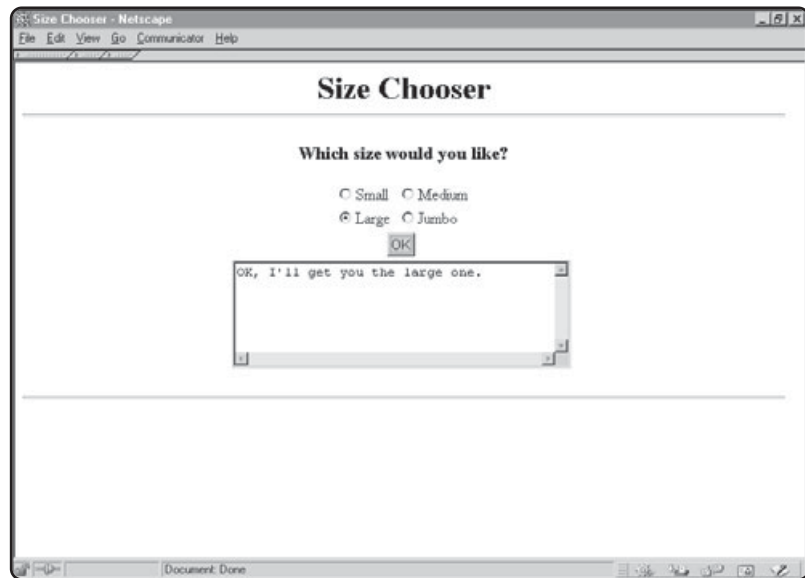 Size Chooser - Netscape
File Edit View Go Communicator Help
Size Chooser
Which size would you like?
Small Medium
Large Jumbo
OK
OK, I'll get you the large one.
Document: Done